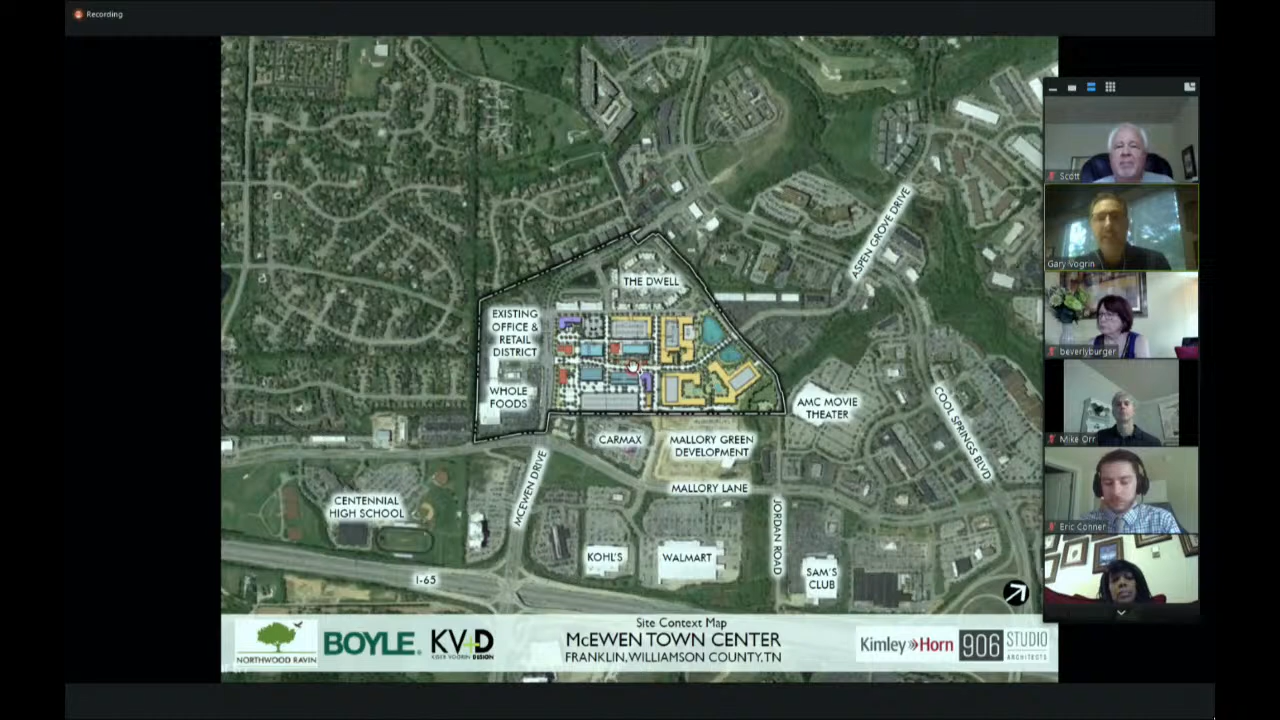 Recording
ASPEN GROVE DRIVE
THE DWELL
EXISTING
OFFICE &
RETAIL
DISTRICT
WHOLE
FOODS
AMC MOVIE
THEATER
COOL SPRINGS BLVD
CARMAX
MALLORY GREEN
DEVELOPMENT
MALLORY LANE
McEWEN DRIVE
CENTENNIAL
HIGH SCHOOL
JORDAN ROAD
KOHL'S
WALMART
SAM'S
CLUB
I-65
Site Context Map
McEWEN TOWN CENTER
FRANKLIN, WILLIAMSON COUNTY, TN
NORTHWOOD RAVIN
BOYLE
KV+D
KISER VOGRIN DESIGN
Kimley»Horn
906 STUDIO
ARCHITECTS
Scott
Gary Vogrin
beverlyburger
Mike Orr
Eric Conner